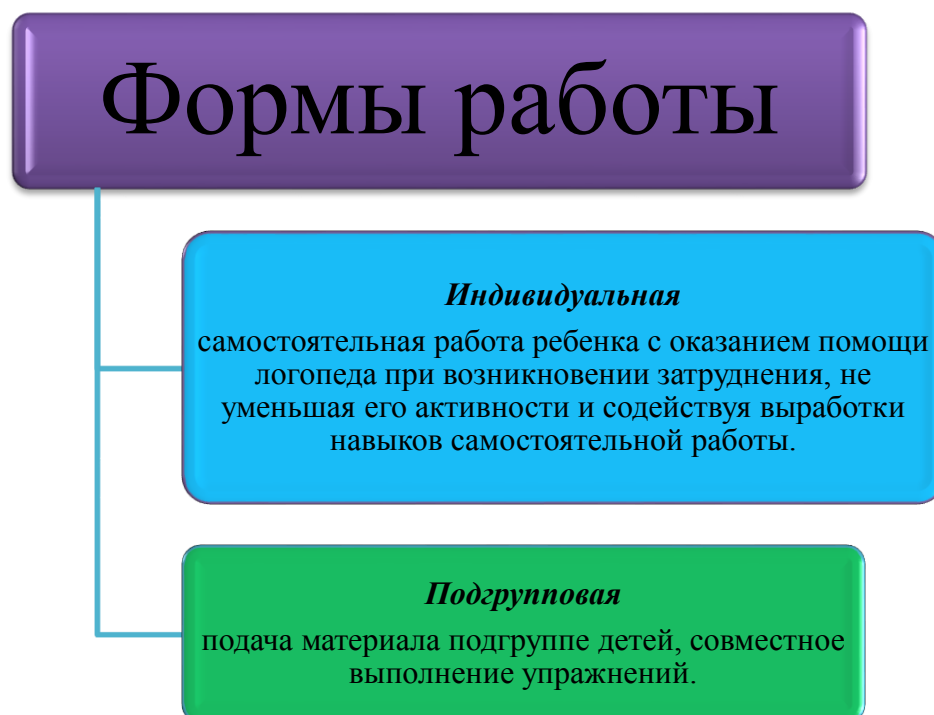 Формы работы
Индивидуальная
самостоятельная работа ребенка с оказанием помощи
логопеда при возникновении затруднения, не
уменьшая его активности и содействуя выработки
навыков самостоятельной работы.
Подгрупповая
подача материала подгруппе детей, совместное
выполнение упражнений.